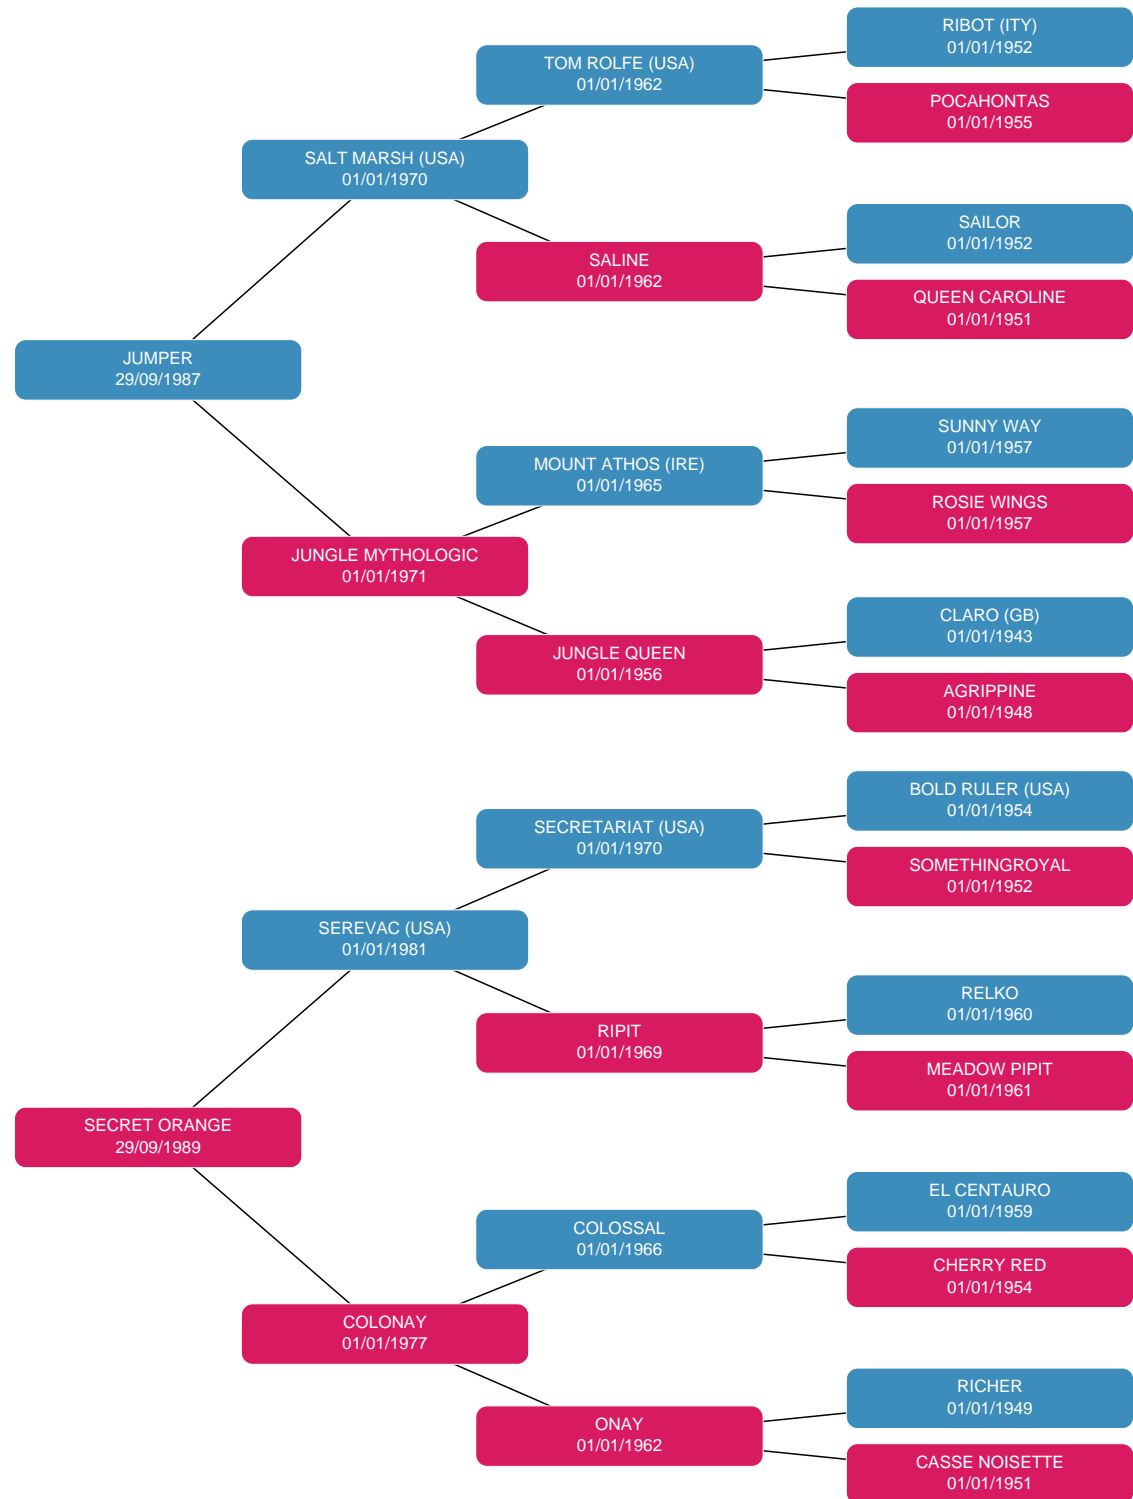 RIBOT (ITY)
01/01/1952
TOM ROLFE (USA)
01/01/1962
POCAHONTAS
01/01/1955
SALT MARSH (USA)
01/01/1970
SAILOR
01/01/1952
SALINE
01/01/1962
QUEEN CAROLINE
01/01/1951
JUMPER
29/09/1987
SUNNY WAY
01/01/1957
MOUNT ATHOS (IRE)
01/01/1965
ROSIE WINGS
01/01/1957
JUNGLE MYTHOLOGIC
01/01/1971
CLARO (GB)
01/01/1943
JUNGLE QUEEN
01/01/1956
AGRIPPINE
01/01/1948
BOLD RULER (USA)
01/01/1954
SECRETARIAT (USA)
01/01/1970
SOMETHINGROYAL
01/01/1952
SEREVAC (USA)
01/01/1981
RELKO
01/01/1960
RIPIT
01/01/1969
MEADOW PIPIT
01/01/1961
SECRET ORANGE
29/09/1989
EL CENTAURO
01/01/1959
COLOSSAL
01/01/1966
CHERRY RED
01/01/1954
COLONAY
01/01/1977
RICHER
01/01/1949
ONAY
01/01/1962
CASSE NOISETTE
01/01/1951